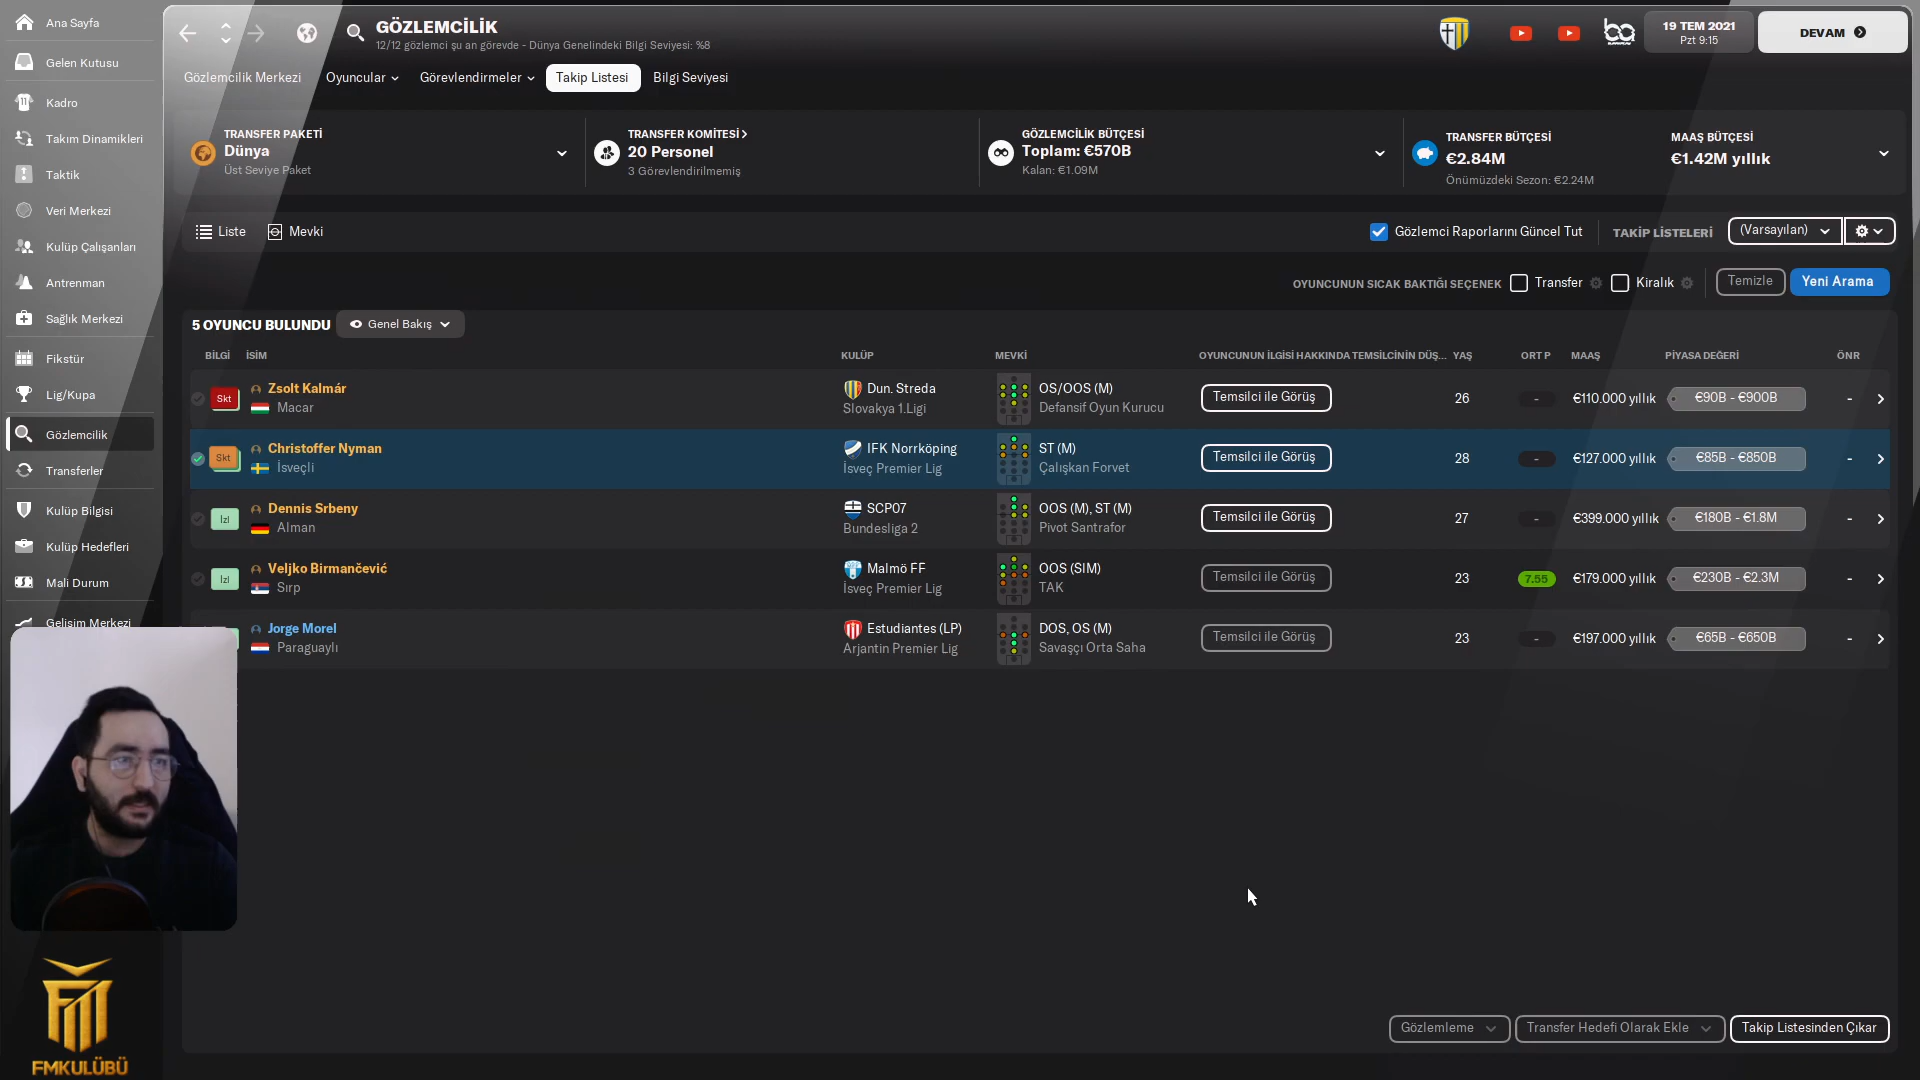 Ana Sayfa
Gelen Kutusu
Kadro
Takım Dinamikleri
Taktik
Veri Merkezi
Kulüp Çalışanları
Antrenman
Sağlık Merkezi
Fikstür
Lig/Kupa
Gözlemcilik
Transferler
Kulüp Bilgisi
Kulüp Hedefleri
Mali Durum
Gelişim Merkezi
FMKULÜBÜ
GÖZLEMCİLİK
12/12 gözlemci şu an görevde - Dünya Genelindeki Bilgi Seviyesi: %8
19 TEM 2021
Pzt 9:15
DEVAM
Gözlemcilik Merkezi Oyuncular Görevlendirmeler Takip Listesi Bilgi Seviyesi
TRANSFER PAKETİ
Dünya
Üst Seviye Paket
TRANSFER KOMİTESİ
20 Personel
3 Görevlendirilmemiş
GÖZLEMCİLİK BÜTÇESİ
Toplam: €570B
Kalan: €1.09M
TRANSFER BÜTÇESİ
€2.84M
Önümüzdeki Sezon: €2.24M
MAAŞ BÜTÇESİ
€1.42M yıllık
Liste Mevki
Gözlemci Raporlarını Güncel Tut TAKİP LİSTELERİ (Varsayılan)
OYUNCUNUN SICAK BAKTIĞI SEÇENEK Transfer Kiralık Temizle Yeni Arama
5 OYUNCU BULUNDU Genel Bakış
BİLGİ İSİM KULÜP MEVKİ OYUNCUNUN İLGİSİ HAKKINDA TEMSİLCİNİN DÜŞ... YAŞ ORT P MAAŞ PİYASA DEĞERİ ÖNR
Skt Zsolt Kalmár Dun. Streda OS/OOS (M) Temsilci ile Görüş 26 - €110.000 yıllık €90B - €900B -
Macar Slovakya 1.Ligi Defansif Oyun Kurucu
Skt Christoffer Nyman IFK Norrköping ST (M) Temsilci ile Görüş 28 - €127.000 yıllık €85B - €850B -
İsveçli İsveç Premier Lig Çalışkan Forvet
İzl Dennis Srbeny SCP07 OOS (M), ST (M) Temsilci ile Görüş 27 - €399.000 yıllık €180B - €1.8M -
Alman Bundesliga 2 Pivot Santrafor
İzl Veljko Birmančević Malmö FF OOS (SIM) Temsilci ile Görüş 23 7.55 €179.000 yıllık €230B - €2.3M -
Sırp İsveç Premier Lig TAK
Jorge Morel Estudiantes (LP) DOS, OS (M) Temsilci ile Görüş 23 - €197.000 yıllık €65B - €650B -
Paraguaylı Arjantin Premier Lig Savaşçı Orta Saha
Gözlemleme Transfer Hedefi Olarak Ekle Takip Listesinden Çıkar